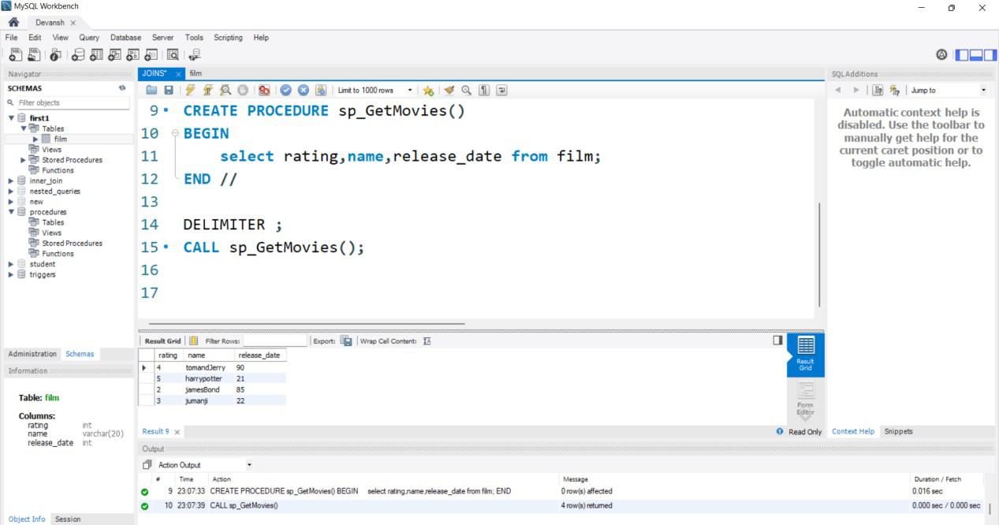 MySQL Workbench
Devansh
File Edit View Query Database Server Tools Scripting Help
Navigator
SCHEMAS
Filter objects
first1
Tables
film
Views
Stored Procedures
Functions
inner_join
nested_queries
new
procedures
Tables
Views
Stored Procedures
Functions
student
triggers
Administration Schemas
Information
Table: film
Columns:
rating int
name varchar(20)
release_date int
Object Info Session
JOINS* film
Limit to 1000 rows
9 CREATE PROCEDURE sp_GetMovies()
10 BEGIN
11 select rating,name,release_date from film;
12 END //
13
14 DELIMITER ;
15 CALL sp_GetMovies();
16
17
Result Grid Filter Rows: Export: Wrap Cell Content:
rating name release_date
4 tomandJerry 90
5 harrypotter 21
2 jamesBond 85
3 jumanji 22
Result Grid
Form Editor
Result 9 Read Only
Output
Action Output
# Time Action Message Duration / Fetch
9 23:07:33 CREATE PROCEDURE sp_GetMovies() BEGIN select rating,name,release_date from film; END 0 row(s) affected 0.016 sec
10 23:07:39 CALL sp_GetMovies() 4 row(s) returned 0.000 sec / 0.000 sec
SQLAdditions
Jump to
Automatic context help is
disabled. Use the toolbar to
manually get help for the
current caret position or to
toggle automatic help.
Context Help Snippets